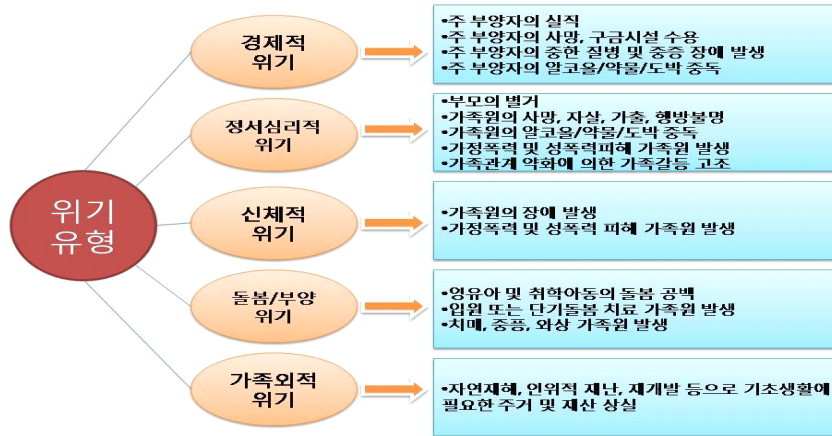 위기
유형
경제적
위기
•주 부양자의 실직
•주 부양자의 사망, 구금시설 수용
•주 부양자의 중한 질병 및 중증 장애 발생
•주 부양자의 알코올/약물/도박 중독
정서심리적
위기
•부모의 별거
•가족원의 사망, 자살, 가출, 행방불명
•가족원의 알코올/약물/도박 중독
•가정폭력 및 성폭력피해 가족원 발생
•가족관계 약화에 의한 가족갈등 고조
신체적
위기
•가족원의 장애 발생
•가정폭력 및 성폭력 피해 가족원 발생
돌봄/부양
위기
•영유아 및 취학아동의 돌봄 공백
•입원 또는 단기돌봄 치료 가족원 발생
•치매, 중풍, 와상 가족원 발생
가족외적
위기
•자연재해, 인위적 재난, 재개발 등으로 기초생활에
필요한 주거 및 재산 상실